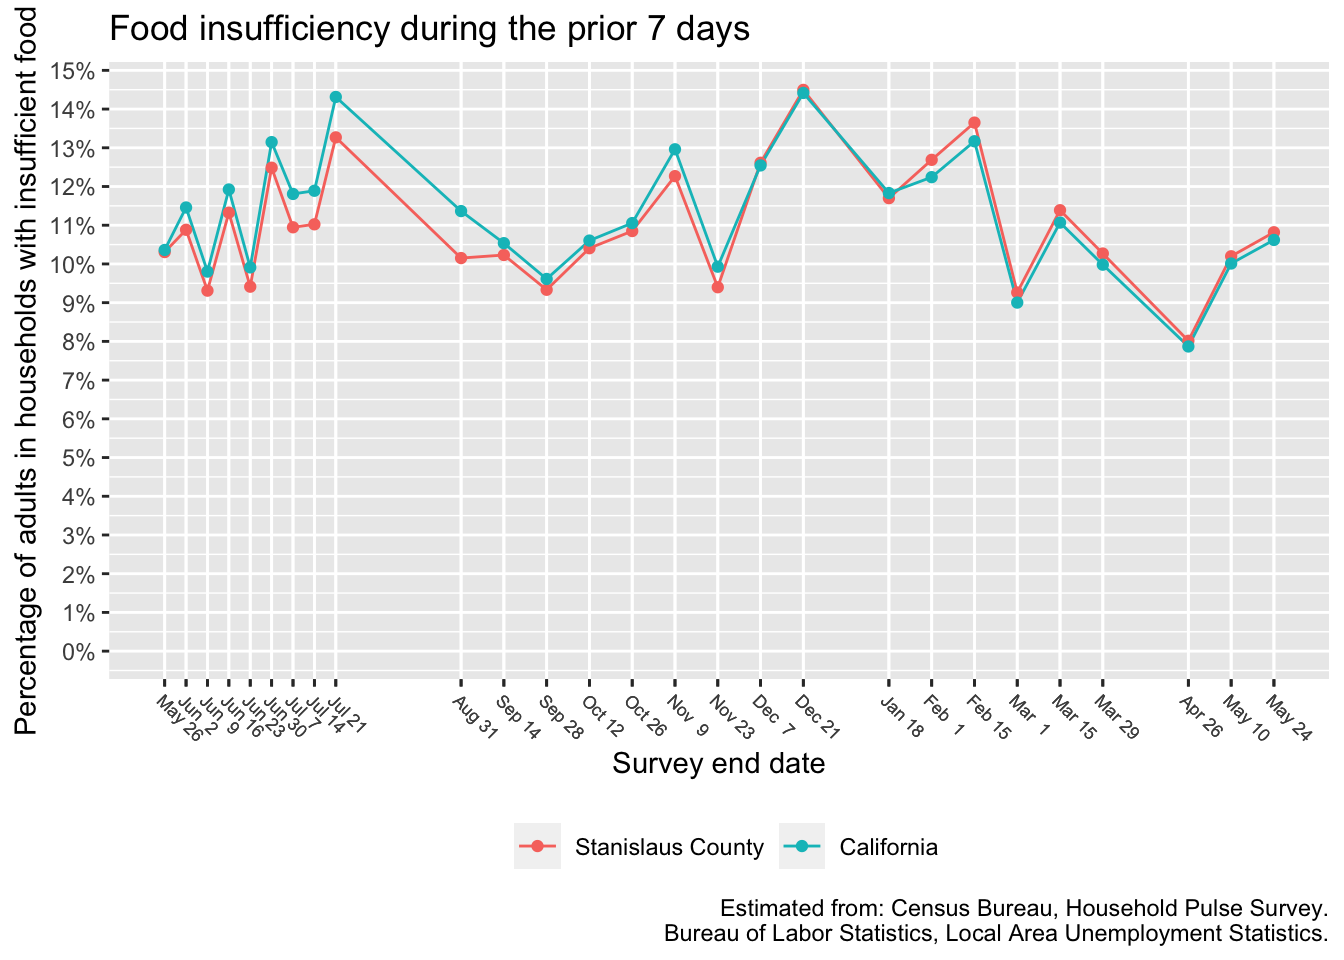 Food insufficiency during the prior 7 days
Percentage of adults in households with insufficient food
15%
14%
13%
12%
11%
10%
9%
8%
7%
6%
5%
4%
3%
2%
1%
0%
May 26
Jun 2
Jun 9
Jun 16
Jun 23
Jun 30
Jul 7
Jul 14
Jul 21
Aug 31
Sep 14
Sep 28
Oct 12
Oct 26
Nov 9
Nov 23
Dec 7
Dec 21
Jan 18
Feb 1
Feb 15
Mar 1
Mar 15
Mar 29
Apr 26
May 10
May 24
Survey end date
Stanislaus County
California
Estimated from: Census Bureau, Household Pulse Survey.
Bureau of Labor Statistics, Local Area Unemployment Statistics.